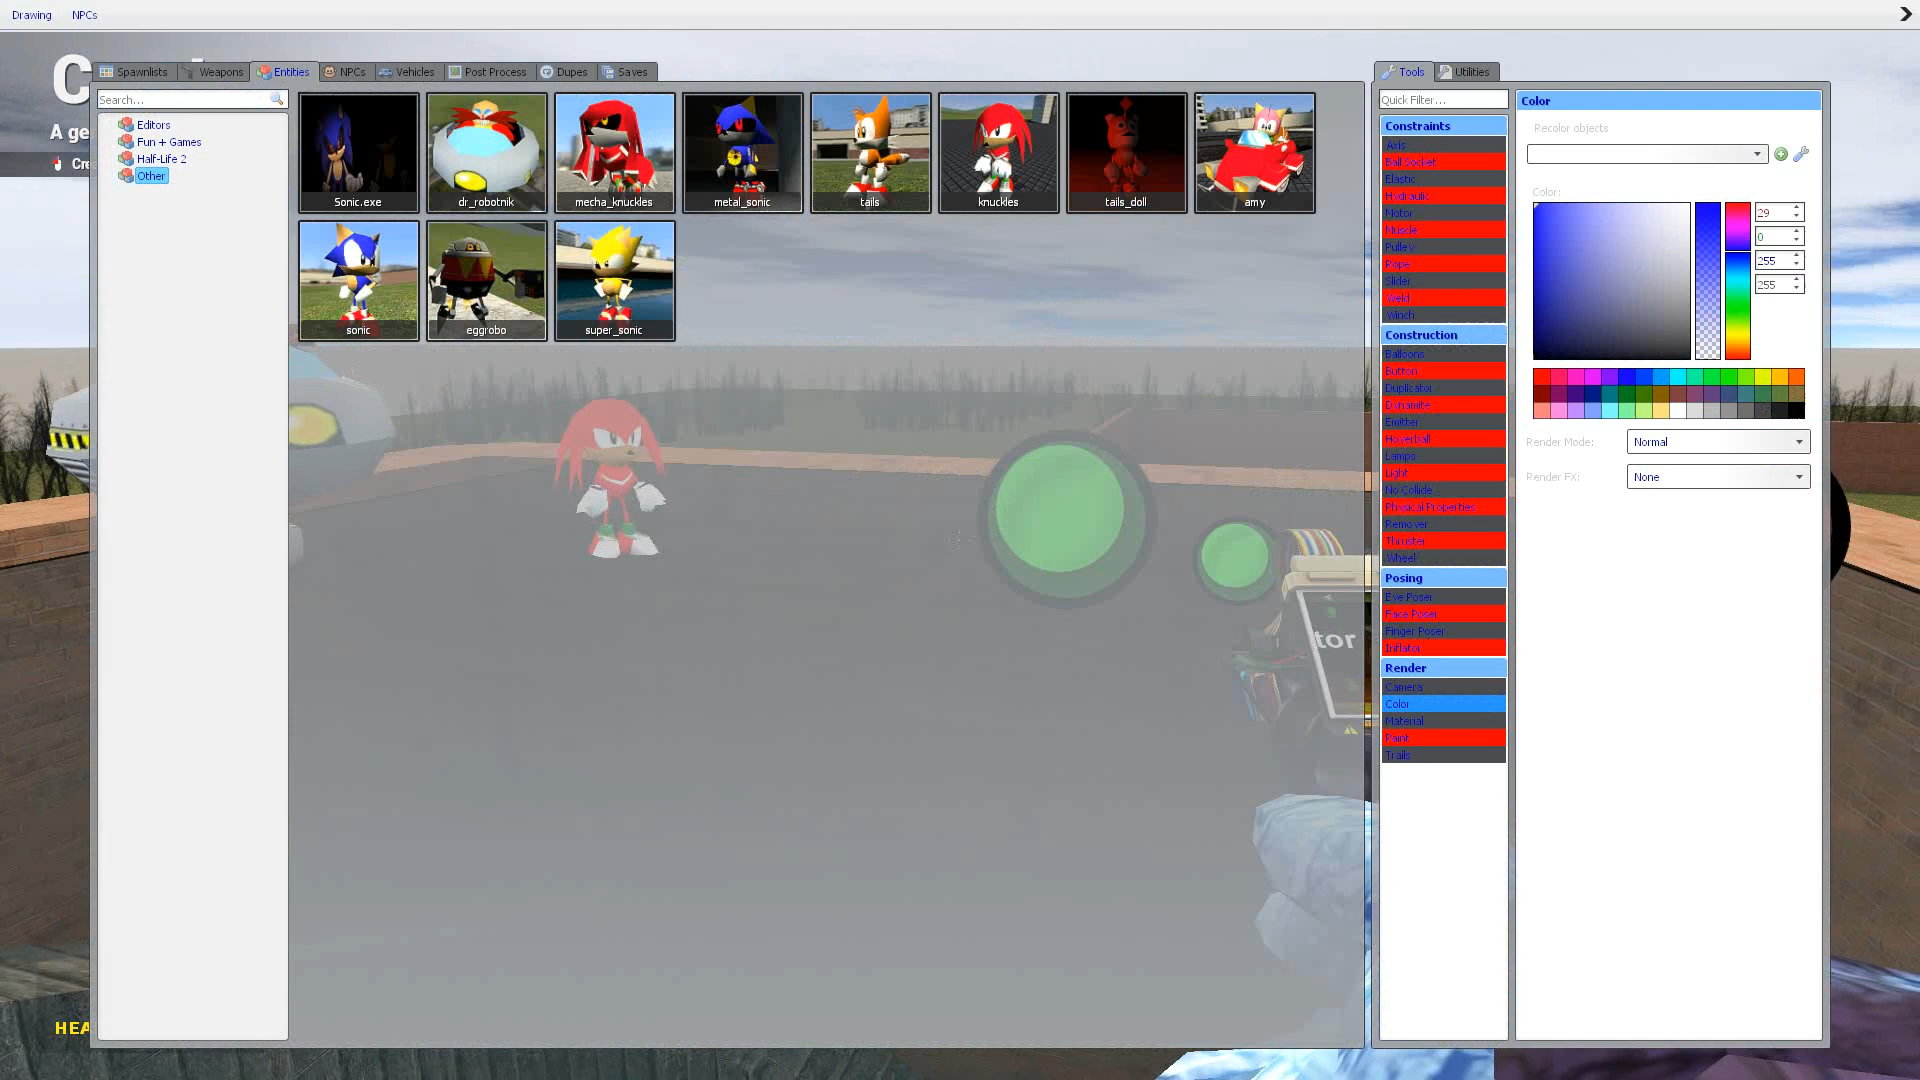 Drawing NPCs
C
A ge
Cre
Spawnlists Weapons Entities NPCs Vehicles Post Process Dupes Saves
Search...
Editors
Fun + Games
Half-Life 2
Other
Sonic.exe dr_robotnik mecha_knuckles metal_sonic tails knuckles tails_doll amy
sonic eggrobo super_sonic
tor
HEA
Tools Utilities
Quick Filter...
Constraints
Axis
Ball Socket
Elastic
Hydraulic
Motor
Muscle
Pulley
Rope
Slider
Weld
Winch
Construction
Balloons
Button
Duplicator
Dynamite
Emitter
Hoverball
Lamps
Light
No Collide
Physical Properties
Remover
Thruster
Wheel
Posing
Eye Poser
Face Poser
Finger Poser
Inflator
Render
Camera
Color
Material
Paint
Trails
Color
Recolor objects
Color:
29
0
255
255
Render Mode: Normal
Render FX: None